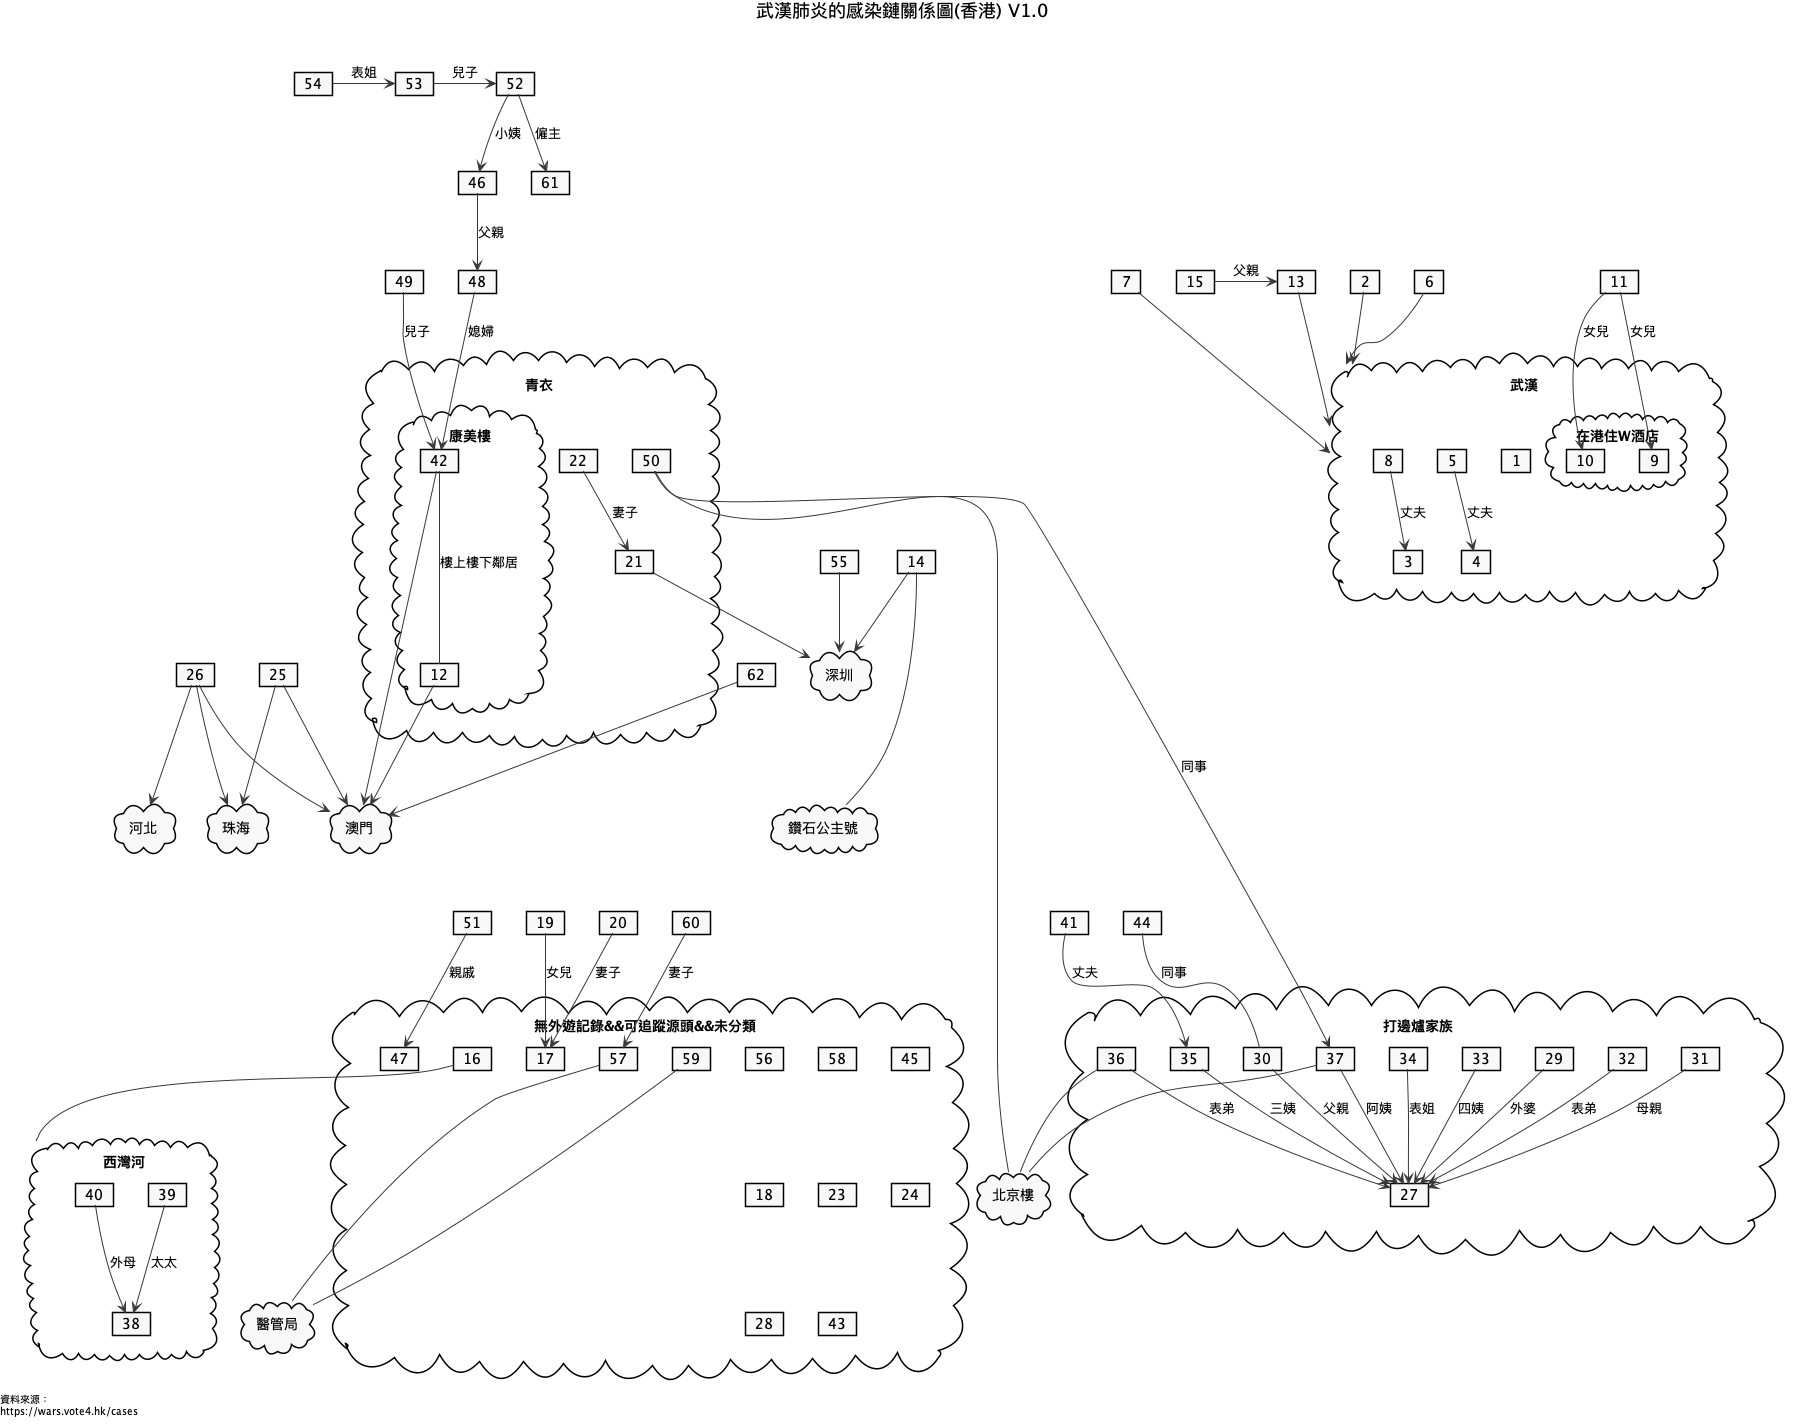 武漢肺炎的感染鏈關係圖(香港) V1.0
54
表姐
53
兒子
52
小姨
僱主
46
61
父親
49
48
7
15
父親
13
2
6
11
兒子
媳婦
女兒
女兒
青衣
武漢
康美樓
在港住W酒店
42
22
50
8
5
1
10
9
妻子
丈夫
丈夫
樓上樓下鄰居
21
55
14
3
4
26
25
12
62
深圳
同事
河北
珠海
澳門
鑽石公主號
51
19
20
60
41
44
親戚
女兒
妻子
妻子
丈夫
同事
無外遊記錄&&可追蹤源頭&&未分類
打邊爐家族
47
16
17
57
59
56
58
45
36
35
30
37
34
33
29
32
31
表弟
三姨
父親
阿姨
表姐
四姨
外婆
表弟
母親
西灣河
40
39
18
23
24
北京樓
27
外母
太太
38
醫管局
28
43
資料來源：
https://wars.vote4.hk/cases